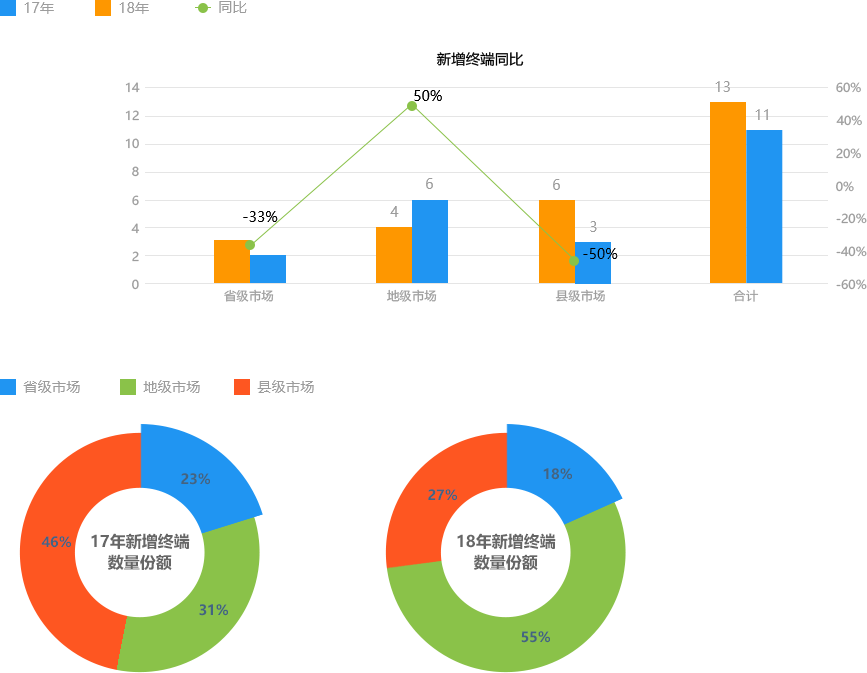 17年 18年 同比
新增终端同比
14 13 60%
12 50% 11 40%
10 20%
8 0%
6 4 6 6 3 -20%
4 -33% -50% -40%
2 -60%
0
省级市场 地级市场 县级市场 合计
省级市场 地级市场 县级市场
23% 18%
46% 27%
17年新增终端
数量份额
18年新增终端
数量份额
31% 55%